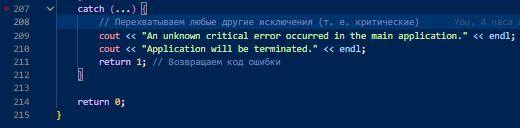 207 catch (...) {
208 // Перехватываем любые другие исключения (т. е. критические) You, 4 часа
209 cout << "An unknown critical error occurred in the main application." << endl;
210 cout << "Application will be terminated." << endl;
211 return 1; // Возвращаем код ошибки
212 }
213
214 return 0;
215 }